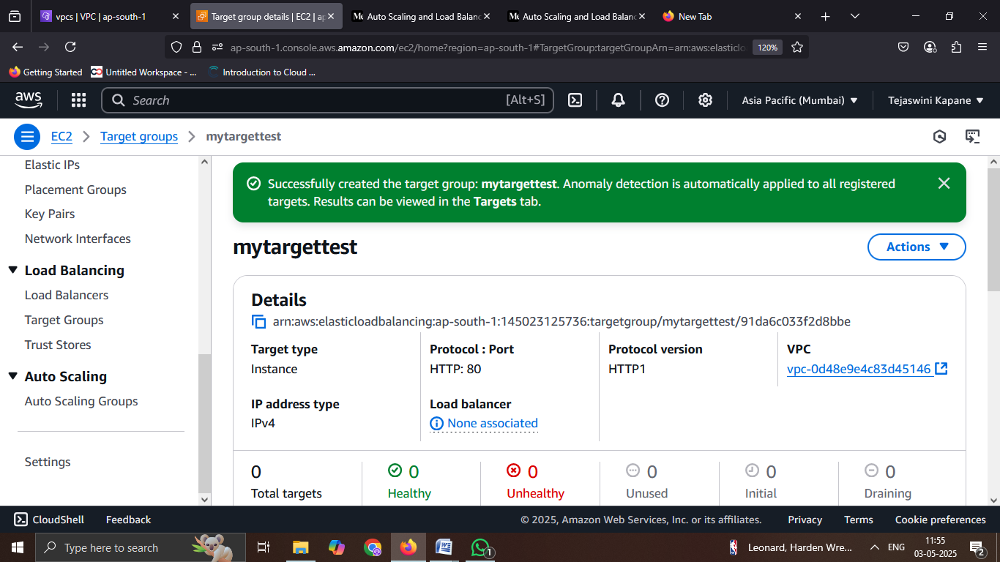 vpcs | VPC | ap-south-1
Target group details | EC2 | ap
Auto Scaling and Load Balanc
Auto Scaling and Load Balanc
New Tab
ap-south-1.console.aws.amazon.com/ec2/home?region=ap-south-1#TargetGroup:targetGroupArn=arn:aws:elasticlo
120%
Getting Started
Untitled Workspace - ...
Introduction to Cloud ...
aws
Search
[Alt+S]
Asia Pacific (Mumbai)
Tejaswini Kapane
EC2
Target groups
mytargettest
Elastic IPs
Placement Groups
Key Pairs
Network Interfaces
Load Balancing
Load Balancers
Target Groups
Trust Stores
Auto Scaling
Auto Scaling Groups
Settings
Successfully created the target group: mytargettest. Anomaly detection is automatically applied to all registered
targets. Results can be viewed in the Targets tab.
mytargettest
Actions
Details
arn:aws:elasticloadbalancing:ap-south-1:145023125736:targetgroup/mytargettest/91da6c033f2d8bbe
Target type
Instance
Protocol : Port
HTTP: 80
Protocol version
HTTP1
VPC
vpc-0d48e9e4c83d45146
IP address type
IPv4
Load balancer
None associated
0
Total targets
0
Healthy
0
Unhealthy
0
Unused
0
Initial
0
Draining
CloudShell
Feedback
© 2025, Amazon Web Services, Inc. or its affiliates.
Privacy
Terms
Cookie preferences
Type here to search
1
Leonard, Harden Wre...
ENG
11:55
03-05-2025
2